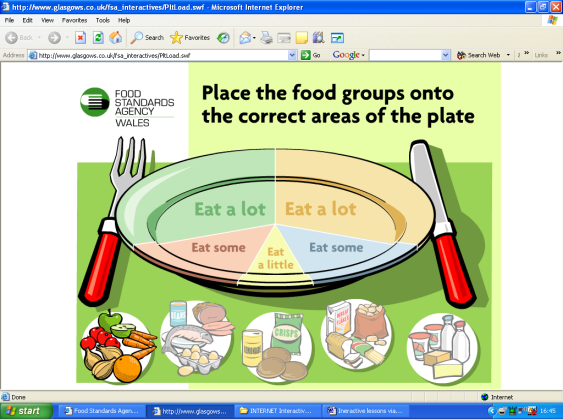 http://www.glasgows.co.uk/fsa_interactives/PltLoad.swf - Microsoft Internet Explorer
File Edit View Favorites Tools Help
Back Search Favorites
Address http://www.glasgows.co.uk/fsa_interactives/PltLoad.swf Go Google Search Web Links
FOOD
STANDARDS
AGENCY
WALES
Place the food groups onto
the correct areas of the plate
Eat a lot Eat a lot
Eat some Eat some
Eat
a little
CRISPS
Done Internet
start Food Standards Agen... http://www.glasgows... INTERNET Interactiv... Ineractive lessons via... 16:45